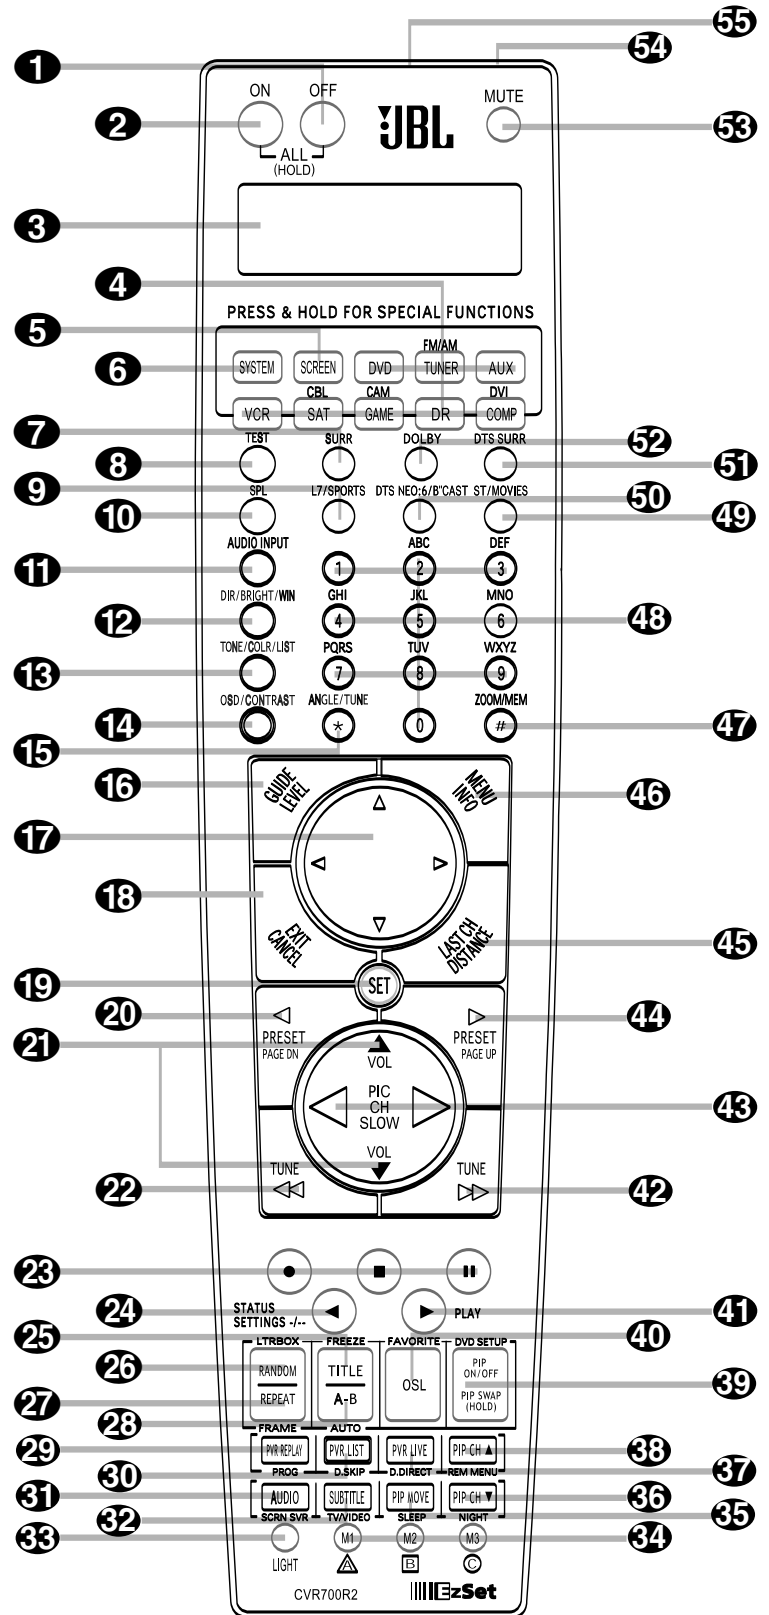 55
54
1
ON OFF MUTE
2 JBL 53
ALL
(HOLD)
3
4
PRESS & HOLD FOR SPECIAL FUNCTIONS
5
FM/AM
6 SYSTEM SCREEN DVD TUNER AUX
CBL CAM DVI
VCR SAT GAME DR COMP
7 52
TEST SURR DOLBY DTS SURR
8 51
9 50
SPL L7/SPORTS DTS NEO:6/B"CAST ST/MOVIES
10 49
AUDIO INPUT ABC DEF
11 1 2 3
DIR/BRIGHT/WIN GHI JKL MNO
12 4 5 6 48
TONE/COLR/LIST PQRS TUV WXYZ
13 7 8 9
OSD/CONTRAST ANGLE/TUNE ZOOM/MEM
14 * 0 # 47
15
16 GUIDE LEVEL MENU INFO 46
17
18 EXIT CANCEL LAST CH DISTANCE 45
19 SET
20 44
PRESET PRESET
PAGE DN PAGE UP
21 VOL
PIC
CH 43
SLOW
VOL
TUNE TUNE
22 42
23
24 41
STATUS
SETTINGS -/-- PLAY
25 40
LTRBOX FREEZE FAVORITE DVD SETUP
26 RANDOM TITLE OSL PIP ON/OFF
27 REPEAT A-B PIP SWAP (HOLD) 39
28 FRAME AUTO
29 PVR REPLAY PVR LIST PVR LIVE PIP CH ▲ 38
30 PROG D.SKIP D.DIRECT REM MENU 37
31 AUDIO SUBTITLE PIP MOVE PIP CH ▼ 36
32 SCRN SVR TV/VIDEO SLEEP NIGHT 35
33 M1 M2 M3 34
LIGHT A B C
CVR700R2 EzSet